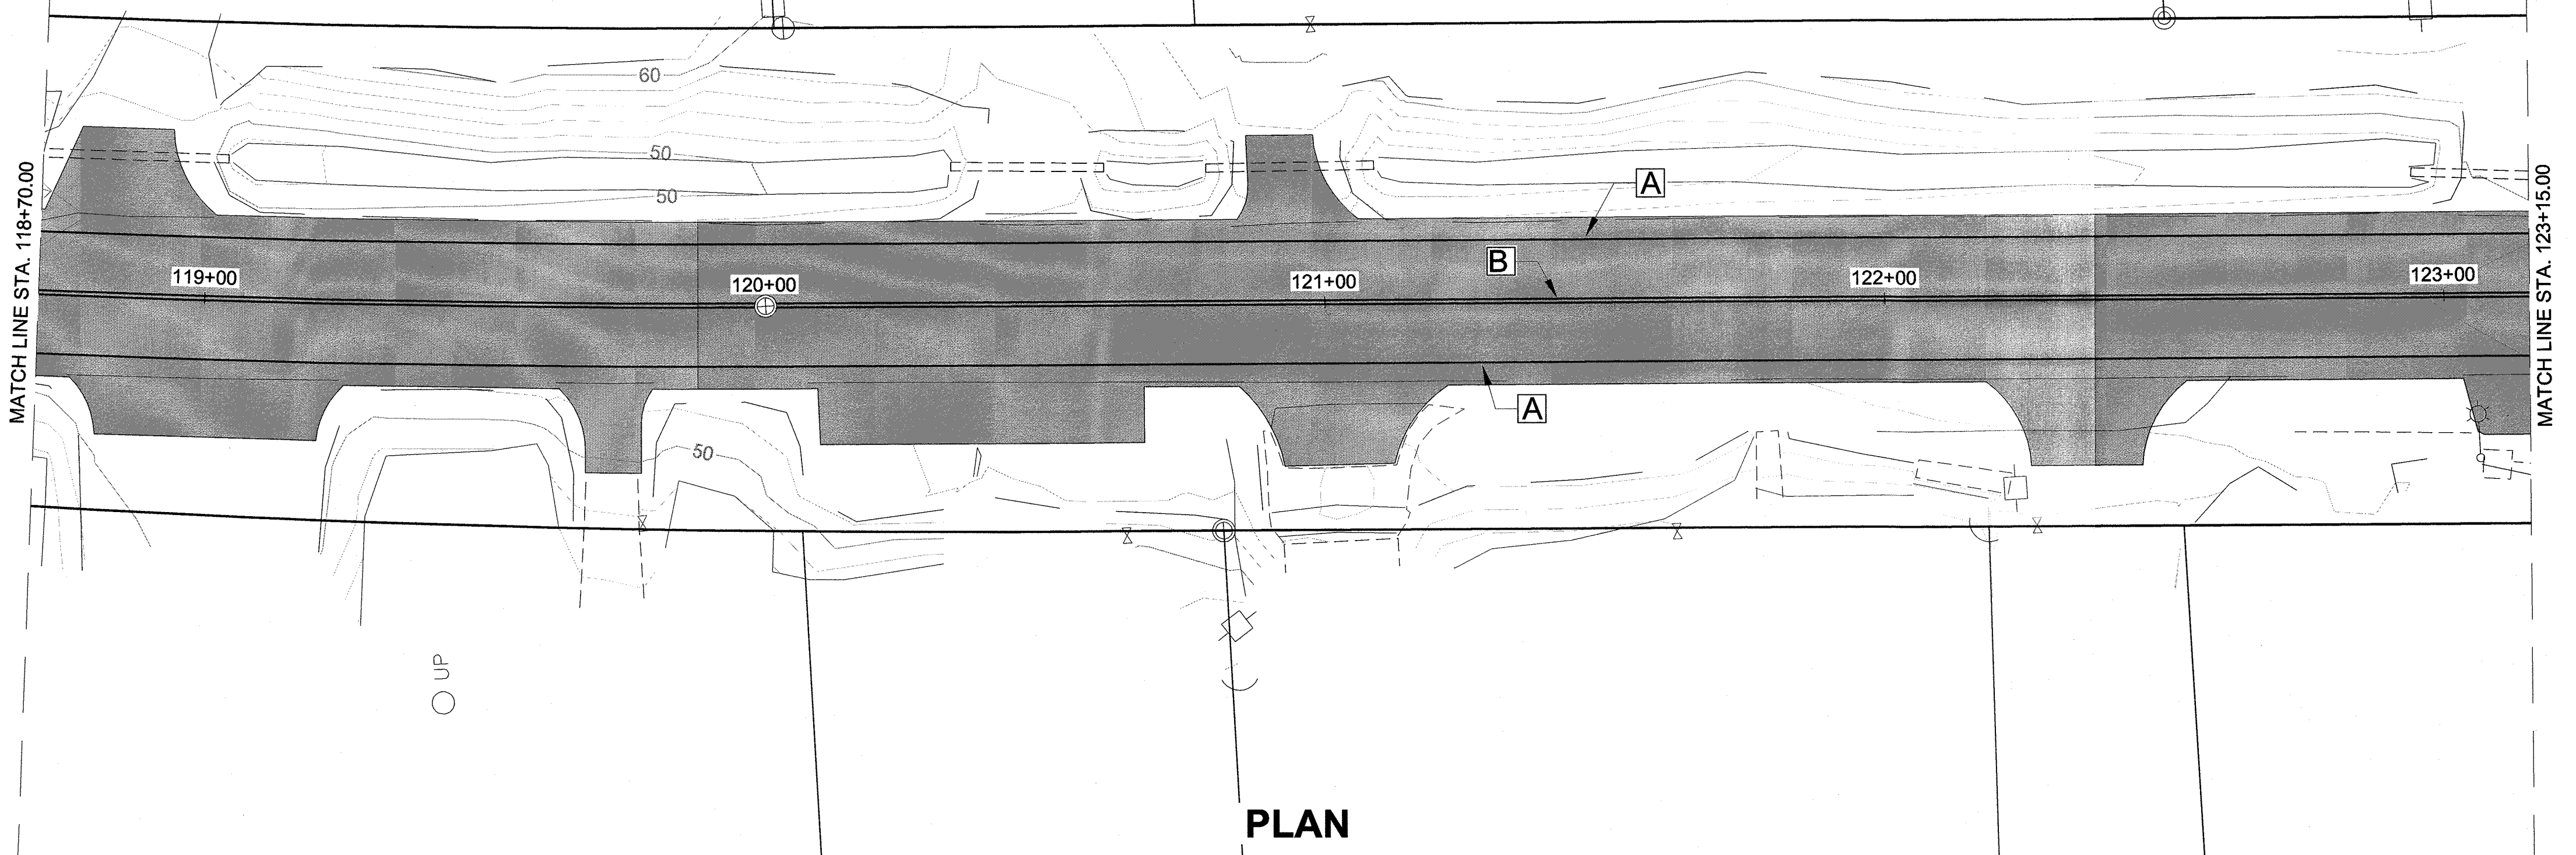 60
50
50
MATCH LINE STA. 118+70.00
MATCH LINE STA. 123+15.00
A
B
119+00
120+00
121+00
122+00
123+00
A
50
UP
PLAN